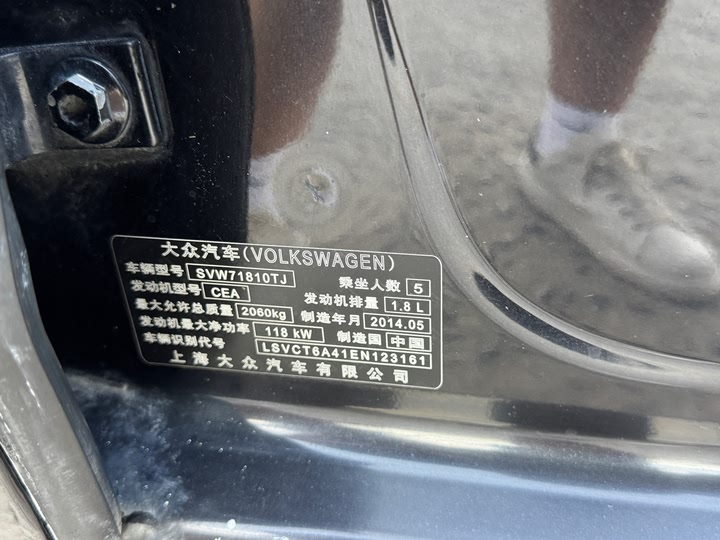 大众汽车(VOLKSWAGEN)
车辆型号 SVW71810TJ 乘坐人数 5
发动机型号 CEA 发动机排量 1.8 L
最大允许总质量 2060kg 制造年月 2014.05
发动机最大净功率 118 kW 制造国 中国
车辆识别代号 LSVCT6A41EN123161
上海大众汽车有限公司